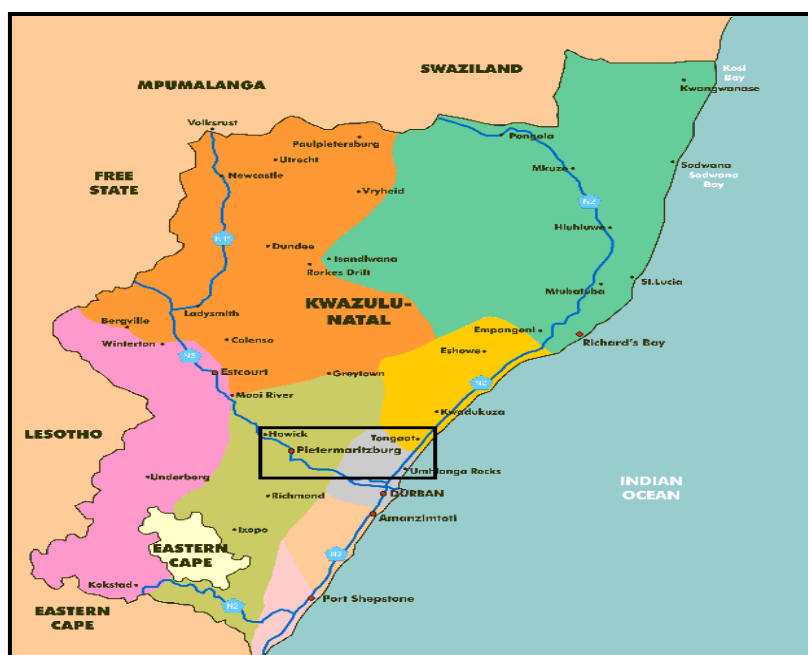 SWAZILAND
Kosi
Bay
MPUMALANGA
Kwangwanase
Volksrust
Pongola
Paulpietersburg
Utrecht
FREE
STATE
Newcastle
Mkuze
Sodwana
Sodwana
Bay
Vryheid
N2
Hluhluwe
N11
Dundee
Isandlwana
Rorkes Drift
St.Lucia
Mtubatuba
KWAZULU-
NATAL
Ladysmith
Bergville
Empangeni
Winterton
Colenso
Richard's Bay
Eshowe
N3
Estcourt
Greytown
N2
Mooi River
Kwadukuza
LESOTHO
Howick
Tongaat
Pietermaritzburg
Umhlanga Rocks
Underberg
INDIAN
OCEAN
Richmond
DURBAN
Amanzimtoti
Ixopo
EASTERN
CAPE
N2
Kokstad
Port Shepstone
N2
EASTERN
CAPE